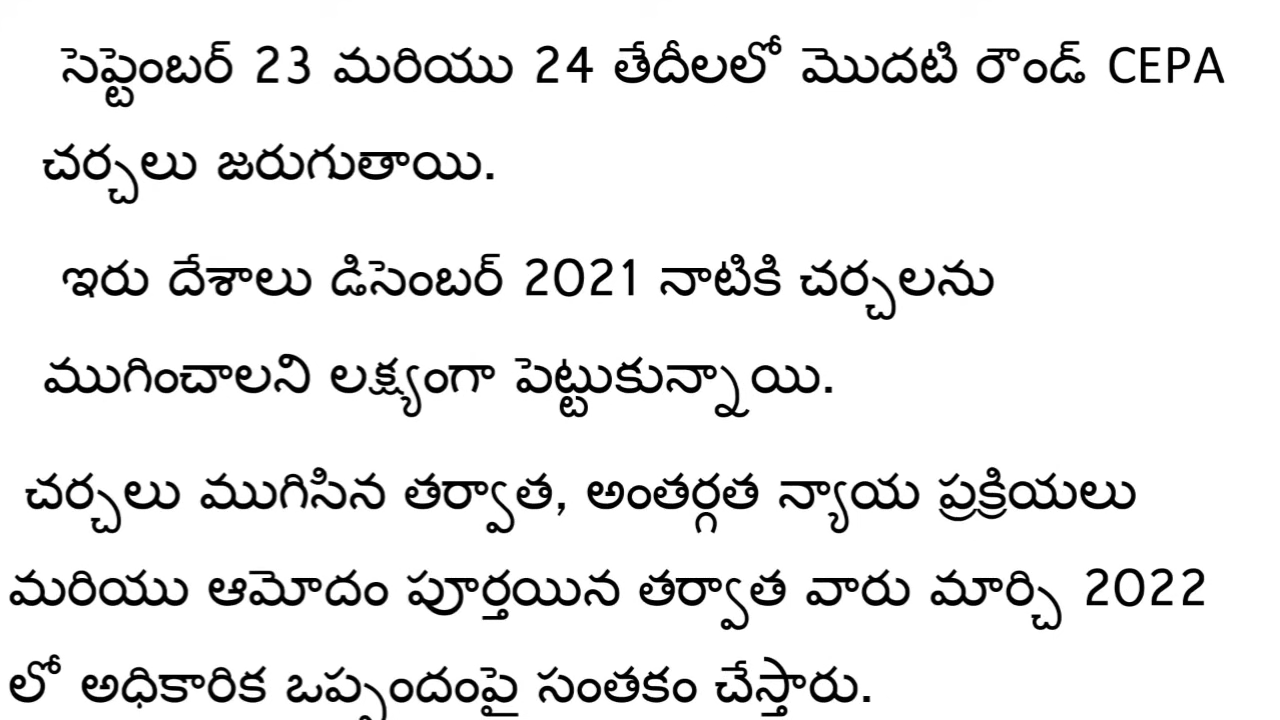 సెప్టెంబర్ 23 మరియు 24 తేదీలలో మొదటి రౌండ్ CEPA
చర్చలు జరుగుతాయి.
ఇరు దేశాలు డిసెంబర్ 2021 నాటికి చర్చలను
ముగించాలని లక్ష్యంగా పెట్టుకున్నాయి.
చర్చలు ముగిసిన తర్వాత, అంతర్గత న్యాయ ప్రక్రియలు
మరియు ఆమోదం పూర్తయిన తర్వాత వారు మార్చి 2022
లో అధికారిక ఒప్పందంపై సంతకం చేస్తారు.